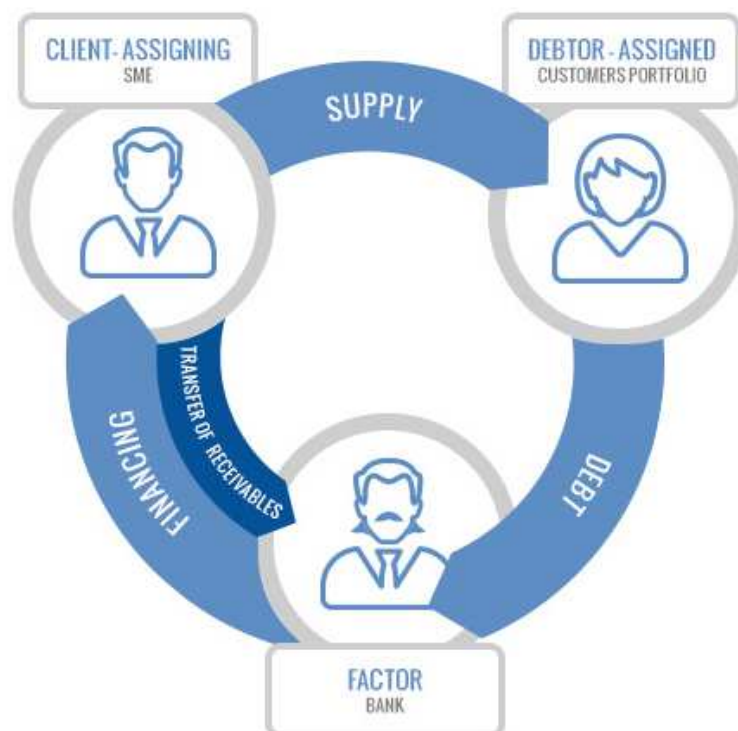 CLIENT- ASSIGNING
SME
DEBTOR - ASSIGNED
CUSTOMERS PORTFOLIO
SUPPLY
TRANSFER OF RECEIVABLES
FINANCING
DEBT
FACTOR
BANK